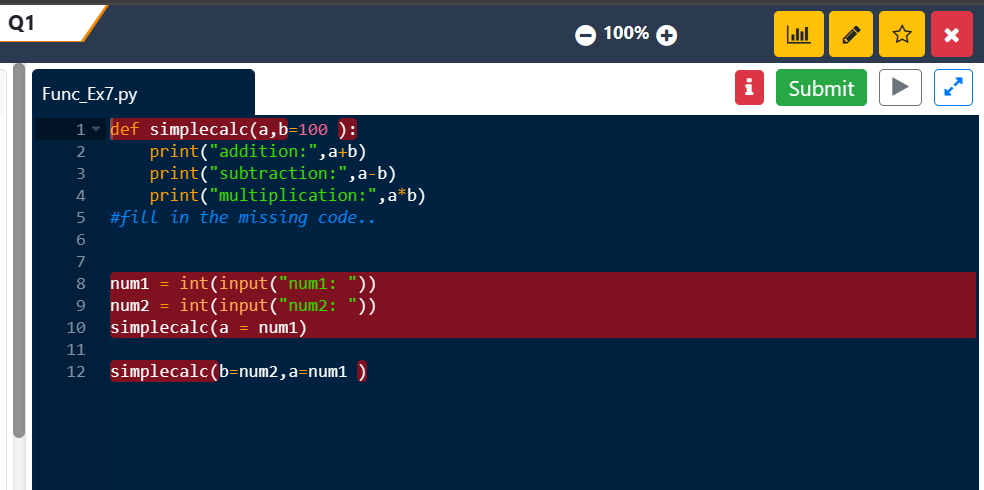 Q1
100%
Func_Ex7.py
Submit
1 def simplecalc(a,b=100 ):
2     print("addition:",a+b)
3     print("subtraction:",a-b)
4     print("multiplication:",a*b)
5 #fill in the missing code..
6
7
8 num1 = int(input("num1: "))
9 num2 = int(input("num2: "))
10 simplecalc(a = num1)
11
12 simplecalc(b=num2,a=num1 )